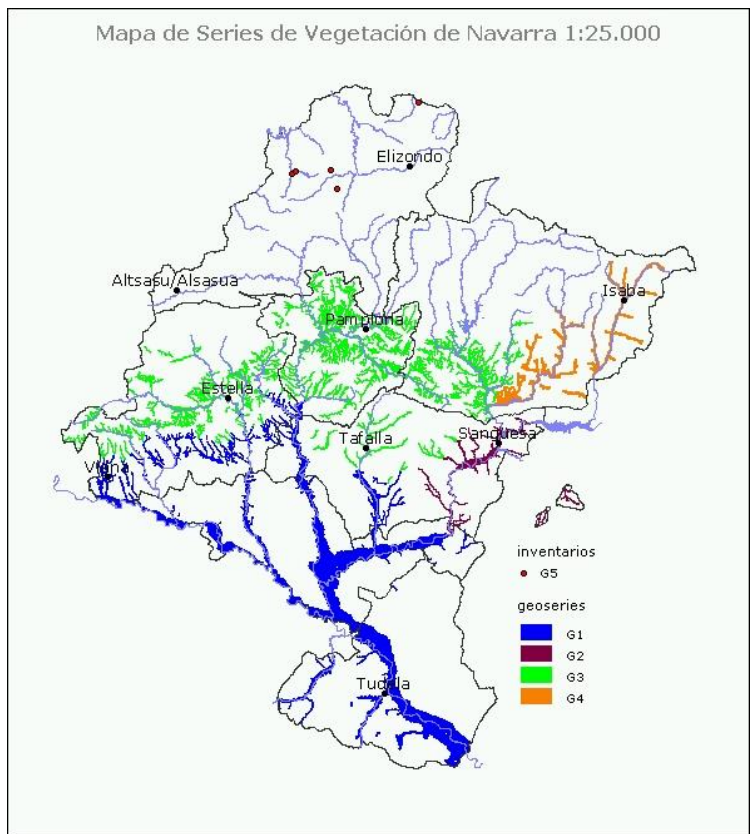 Mapa de Series de Vegetación de Navarra 1:25.000
Elizondo
Altsasu/Alsasua
Isaba
Pamplona
Estella
Tafalla
Sangüesa
Viana
inventarios
G5
geoseries
G1
G2
G3
G4
Tudela